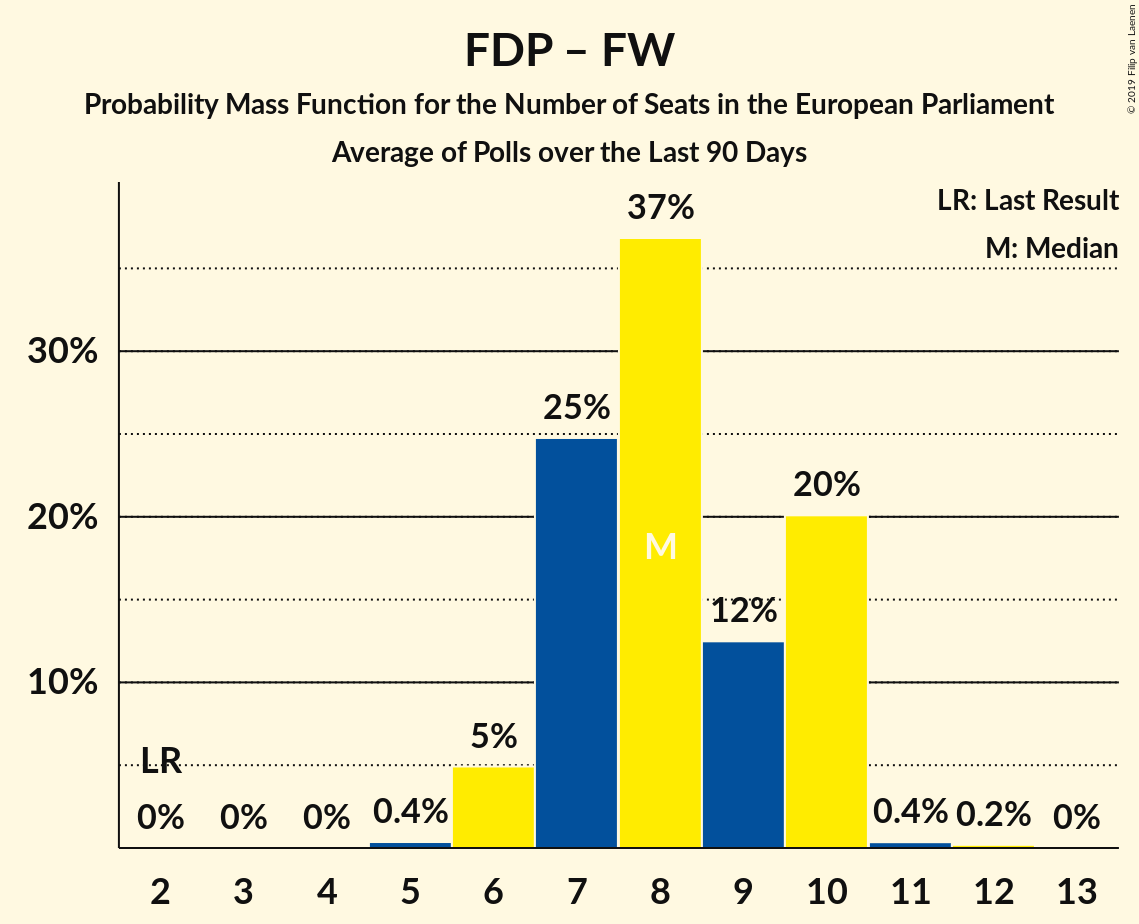 FDP – FW
Probability Mass Function for the Number of Seats in the European Parliament
Average of Polls over the Last 90 Days
© 2019 Filip van Laenen
LR: Last Result
M: Median
37%
30%
25%
20%
20%
M
12%
10%
5%
LR
0% 0% 0% 0.4% 0.4% 0.2% 0%
2 3 4 5 6 7 8 9 10 11 12 13